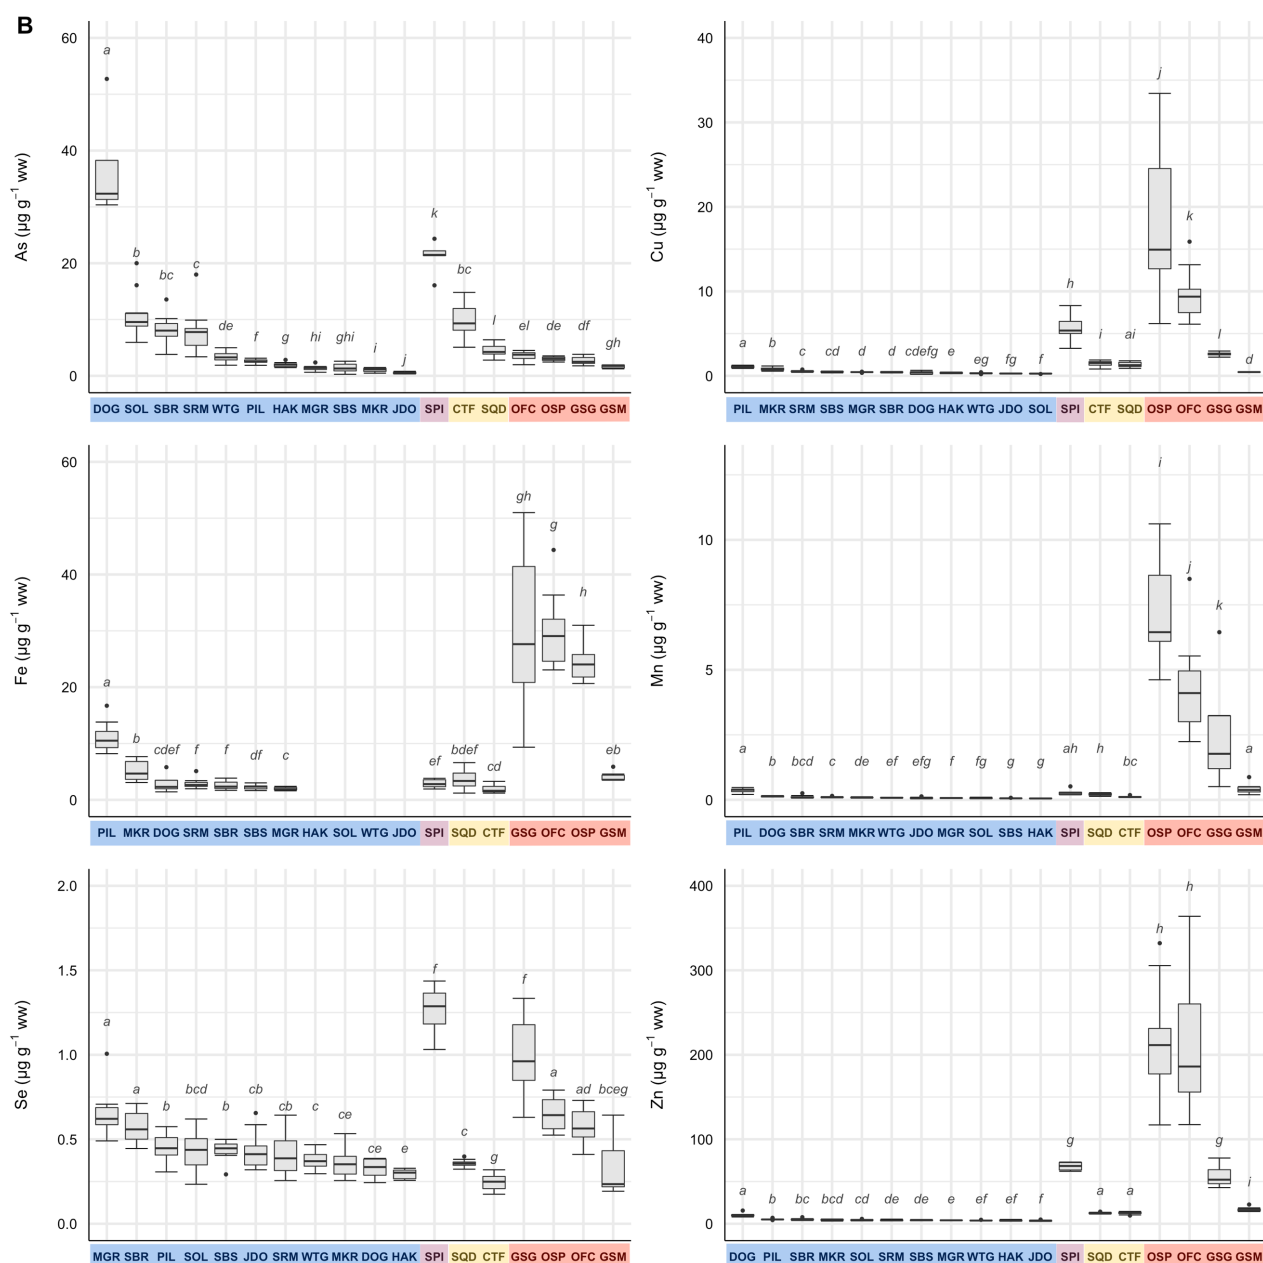 B
As (µg g⁻¹ ww)
60
40
20
0
a
b
bc
c
de
f
g
hi
ghi
i
j
k
bc
l
el
de
df
gh
DOG SOL SBR SRM WTG PIL HAK MGR SBS MKR JDO SPI CTF SQD OFC OSP GSG GSM
Cu (µg g⁻¹ ww)
40
30
20
10
0
a
b
c
cd
d
d
cdefg
e
eg
fg
f
h
i
ai
j
k
l
d
PIL MKR SRM SBS MGR SBR DOG HAK WTG JDO SOL SPI CTF SQD OSP OFC GSG GSM
Fe (µg g⁻¹ ww)
60
40
20
0
a
b
cdef
f
f
df
c
ef
bdef
cd
gh
g
h
eb
PIL MKR DOG SRM SBR SBS MGR HAK SOL WTG JDO SPI SQD CTF GSG OFC OSP GSM
Mn (µg g⁻¹ ww)
10
5
0
a
b
bcd
c
de
ef
efg
f
fg
g
g
ah
h
bc
i
j
k
a
PIL DOG SBR SRM MKR WTG JDO MGR SOL SBS HAK SPI SQD CTF OSP OFC GSG GSM
Se (µg g⁻¹ ww)
2.0
1.5
1.0
0.5
0.0
a
a
b
bcd
b
cb
cb
c
ce
ce
e
f
c
g
f
a
ad
bceg
MGR SBR PIL SOL SBS JDO SRM WTG MKR DOG HAK SPI SQD CTF GSG OSP OFC GSM
Zn (µg g⁻¹ ww)
400
300
200
100
0
a
b
bc
bcd
cd
de
de
e
ef
ef
f
g
a
a
h
h
g
i
DOG PIL SBR MKR SOL SRM SBS MGR WTG HAK JDO SPI SQD CTF OSP OFC GSG GSM